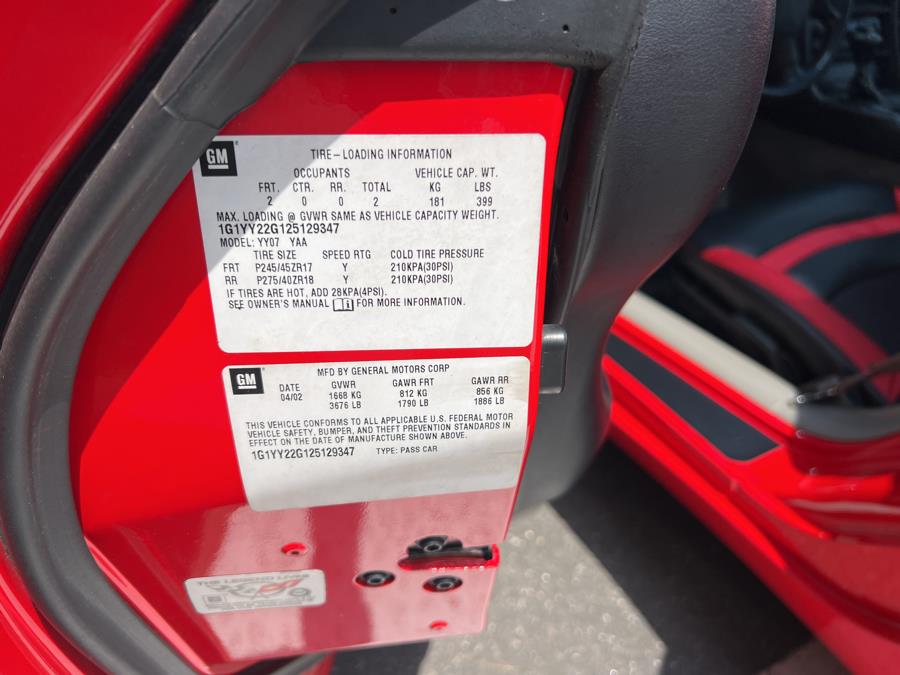 GM
TIRE-LOADING INFORMATION
OCCUPANTS VEHICLE CAP. WT.
FRT. CTR. RR. TOTAL KG LBS
2 0 0 2 181 399
MAX. LOADING @ GVWR SAME AS VEHICLE CAPACITY WEIGHT.
1G1YY22G125129347
MODEL: YY07 YAA
TIRE SIZE SPEED RTG COLD TIRE PRESSURE
FRT P245/45ZR17 Y 210KPA(30PSI)
RR P275/40ZR18 Y 210KPA(30PSI)
IF TIRES ARE HOT, ADD 28KPA(4PSI).
SEE OWNER'S MANUAL FOR MORE INFORMATION.
GM
MFD BY GENERAL MOTORS CORP
DATE GVWR GAWR FRT GAWR RR
04/02 1668 KG 812 KG 856 KG
3676 LB 1790 LB 1886 LB
THIS VEHICLE CONFORMS TO ALL APPLICABLE U.S. FEDERAL MOTOR
VEHICLE SAFETY, BUMPER, AND THEFT PREVENTION STANDARDS IN
EFFECT ON THE DATE OF MANUFACTURE SHOWN ABOVE.
1G1YY22G125129347 TYPE: PASS CAR
THE LEGEND LIVES